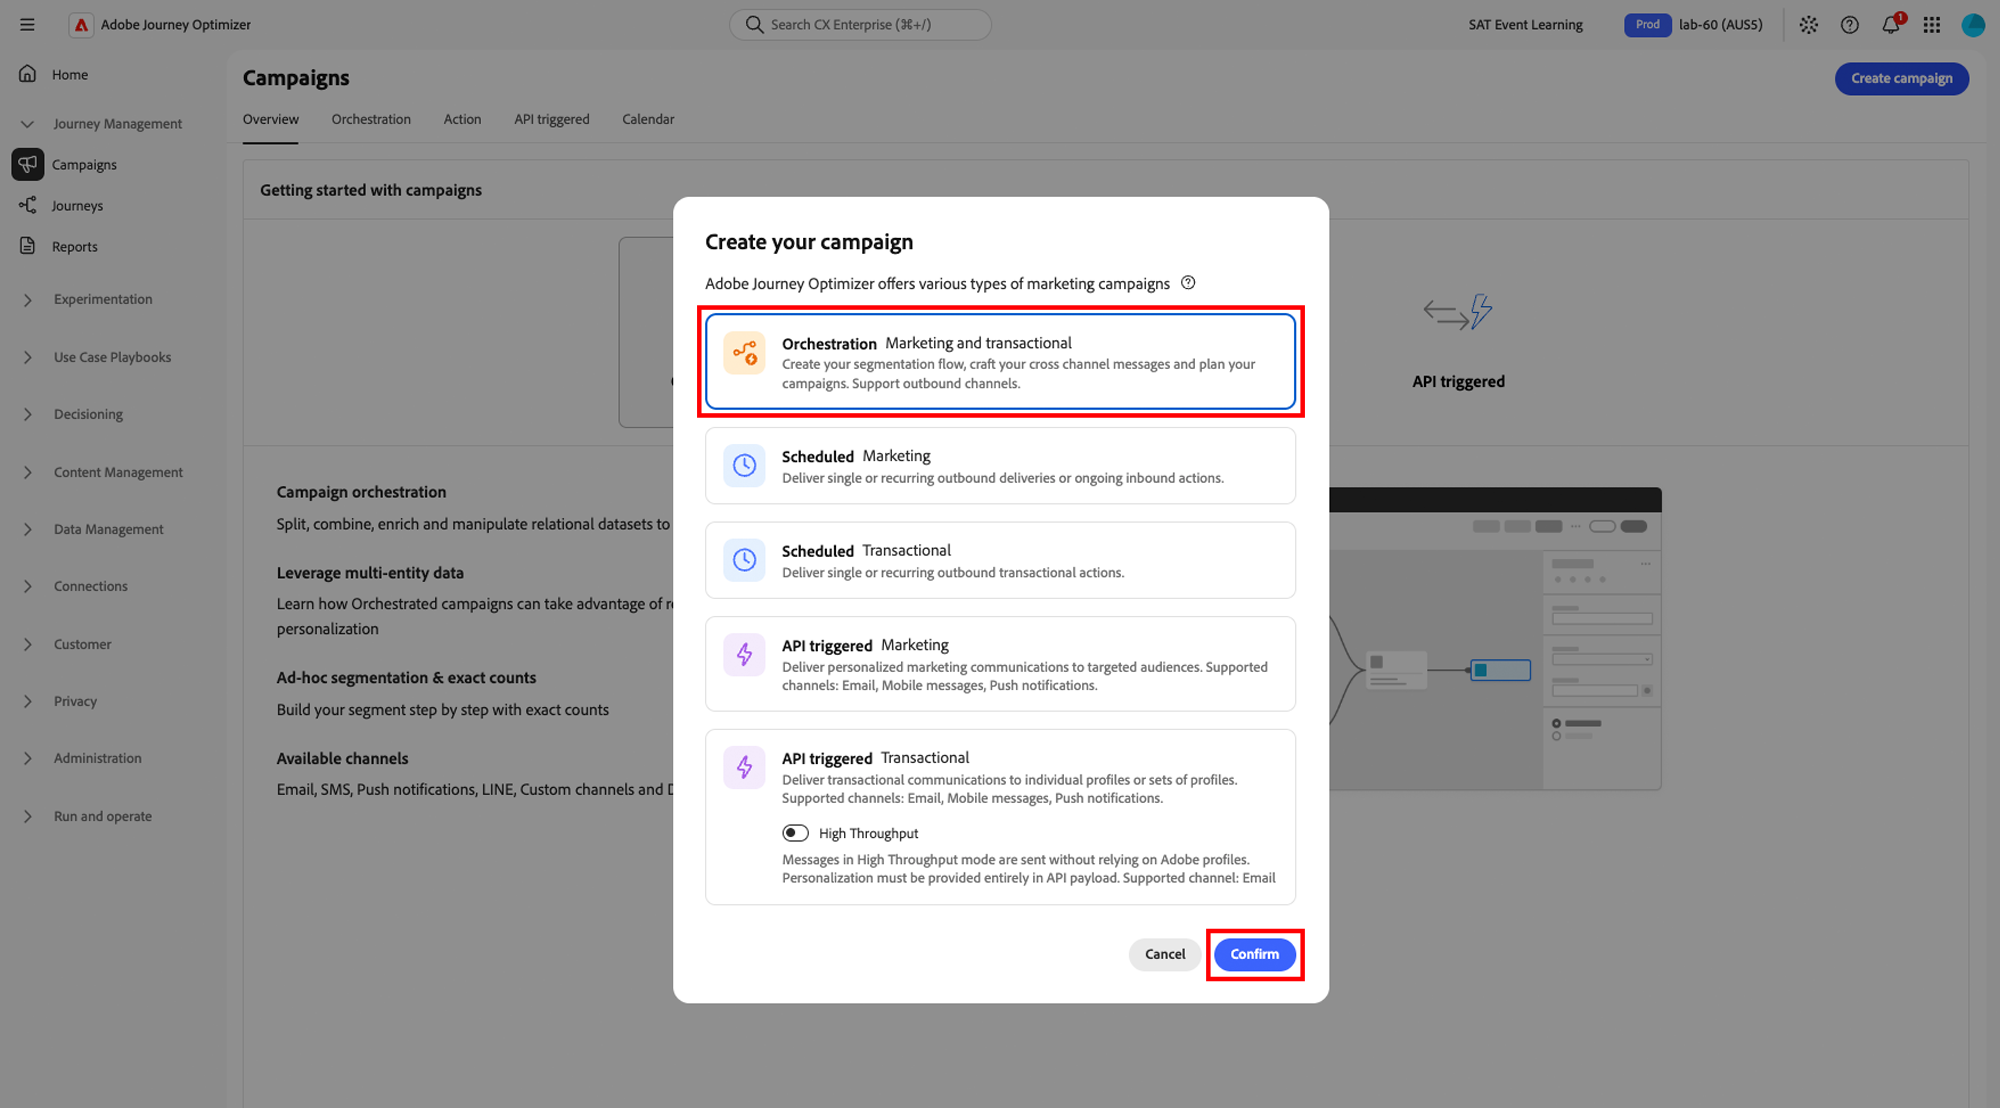 Adobe Journey Optimizer
Search CX Enterprise (⌘+/)
SAT Event Learning
Prod
lab-60 (AUS5)
1
Home
Journey Management
Campaigns
Journeys
Reports
Experimentation
Use Case Playbooks
Decisioning
Content Management
Data Management
Connections
Customer
Privacy
Administration
Run and operate
Campaigns
Create campaign
Overview
Orchestration
Action
API triggered
Calendar
Getting started with campaigns
API triggered
Campaign orchestration
Split, combine, enrich and manipulate relational datasets to
Leverage multi-entity data
Learn how Orchestrated campaigns can take advantage of
personalization
Ad-hoc segmentation & exact counts
Build your segment step by step with exact counts
Available channels
Email, SMS, Push notifications, LINE, Custom channels and
Create your campaign
Adobe Journey Optimizer offers various types of marketing campaigns
Orchestration Marketing and transactional
Create your segmentation flow, craft your cross channel messages and plan your
campaigns. Support outbound channels.
Scheduled Marketing
Deliver single or recurring outbound deliveries or ongoing inbound actions.
Scheduled Transactional
Deliver single or recurring outbound transactional actions.
API triggered Marketing
Deliver personalized marketing communications to targeted audiences. Supported
channels: Email, Mobile messages, Push notifications.
API triggered Transactional
Deliver transactional communications to individual profiles or sets of profiles.
Supported channels: Email, Mobile messages, Push notifications.
High Throughput
Messages in High Throughput mode are sent without relying on Adobe profiles.
Personalization must be provided entirely in API payload. Supported channel: Email
Cancel
Confirm